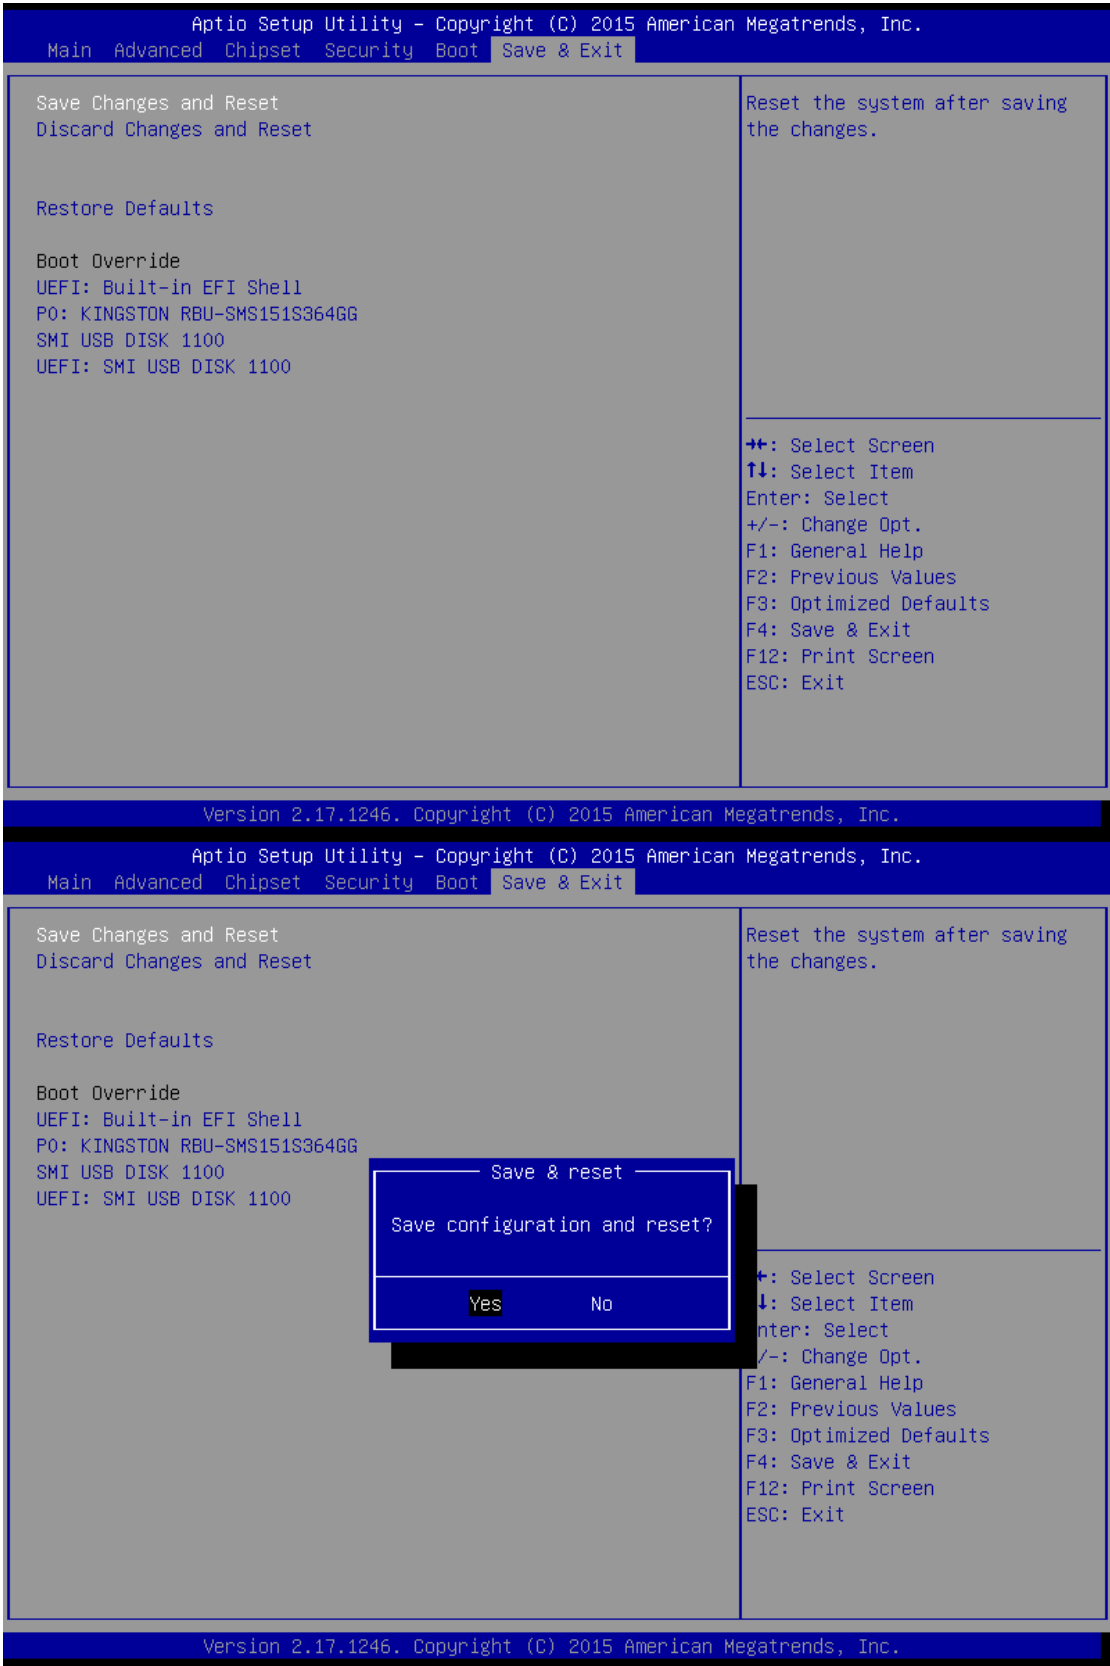 Aptio Setup Utility – Copyright (C) 2015 American Megatrends, Inc.
Main Advanced Chipset Security Boot Save & Exit
Save Changes and Reset
Discard Changes and Reset
Restore Defaults
Boot Override
UEFI: Built-in EFI Shell
P0: KINGSTON RBU-SMS151S364GG
SMI USB DISK 1100
UEFI: SMI USB DISK 1100
Reset the system after saving
the changes.
→←: Select Screen
↑↓: Select Item
Enter: Select
+/-: Change Opt.
F1: General Help
F2: Previous Values
F3: Optimized Defaults
F4: Save & Exit
F12: Print Screen
ESC: Exit
Version 2.17.1246. Copyright (C) 2015 American Megatrends, Inc.
Aptio Setup Utility – Copyright (C) 2015 American Megatrends, Inc.
Main Advanced Chipset Security Boot Save & Exit
Save Changes and Reset
Discard Changes and Reset
Restore Defaults
Boot Override
UEFI: Built-in EFI Shell
P0: KINGSTON RBU-SMS151S364GG
SMI USB DISK 1100
UEFI: SMI USB DISK 1100
Save & reset
Save configuration and reset?
Yes No
Reset the system after saving
the changes.
←: Select Screen
↓: Select Item
nter: Select
/-: Change Opt.
F1: General Help
F2: Previous Values
F3: Optimized Defaults
F4: Save & Exit
F12: Print Screen
ESC: Exit
Version 2.17.1246. Copyright (C) 2015 American Megatrends, Inc.